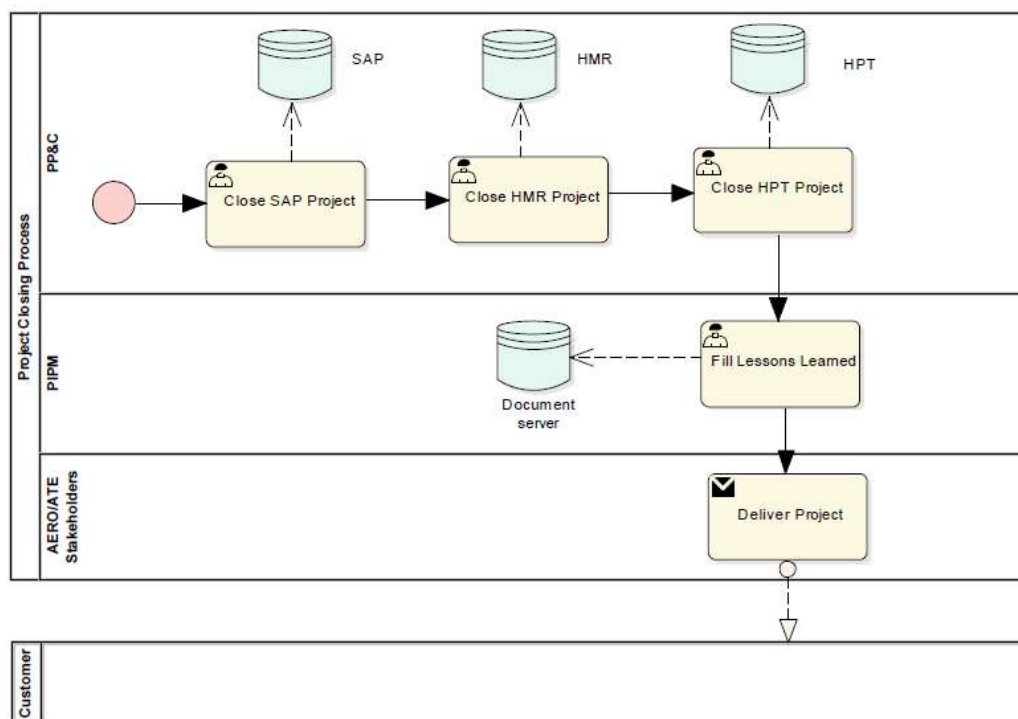 Project Closing Process
PP&C
SAP
HMR
HPT
Close SAP Project
Close HMR Project
Close HPT Project
PIPM
Document
server
Fill Lessons Learned
AERO/ATE
Stakeholders
Deliver Project
Customer